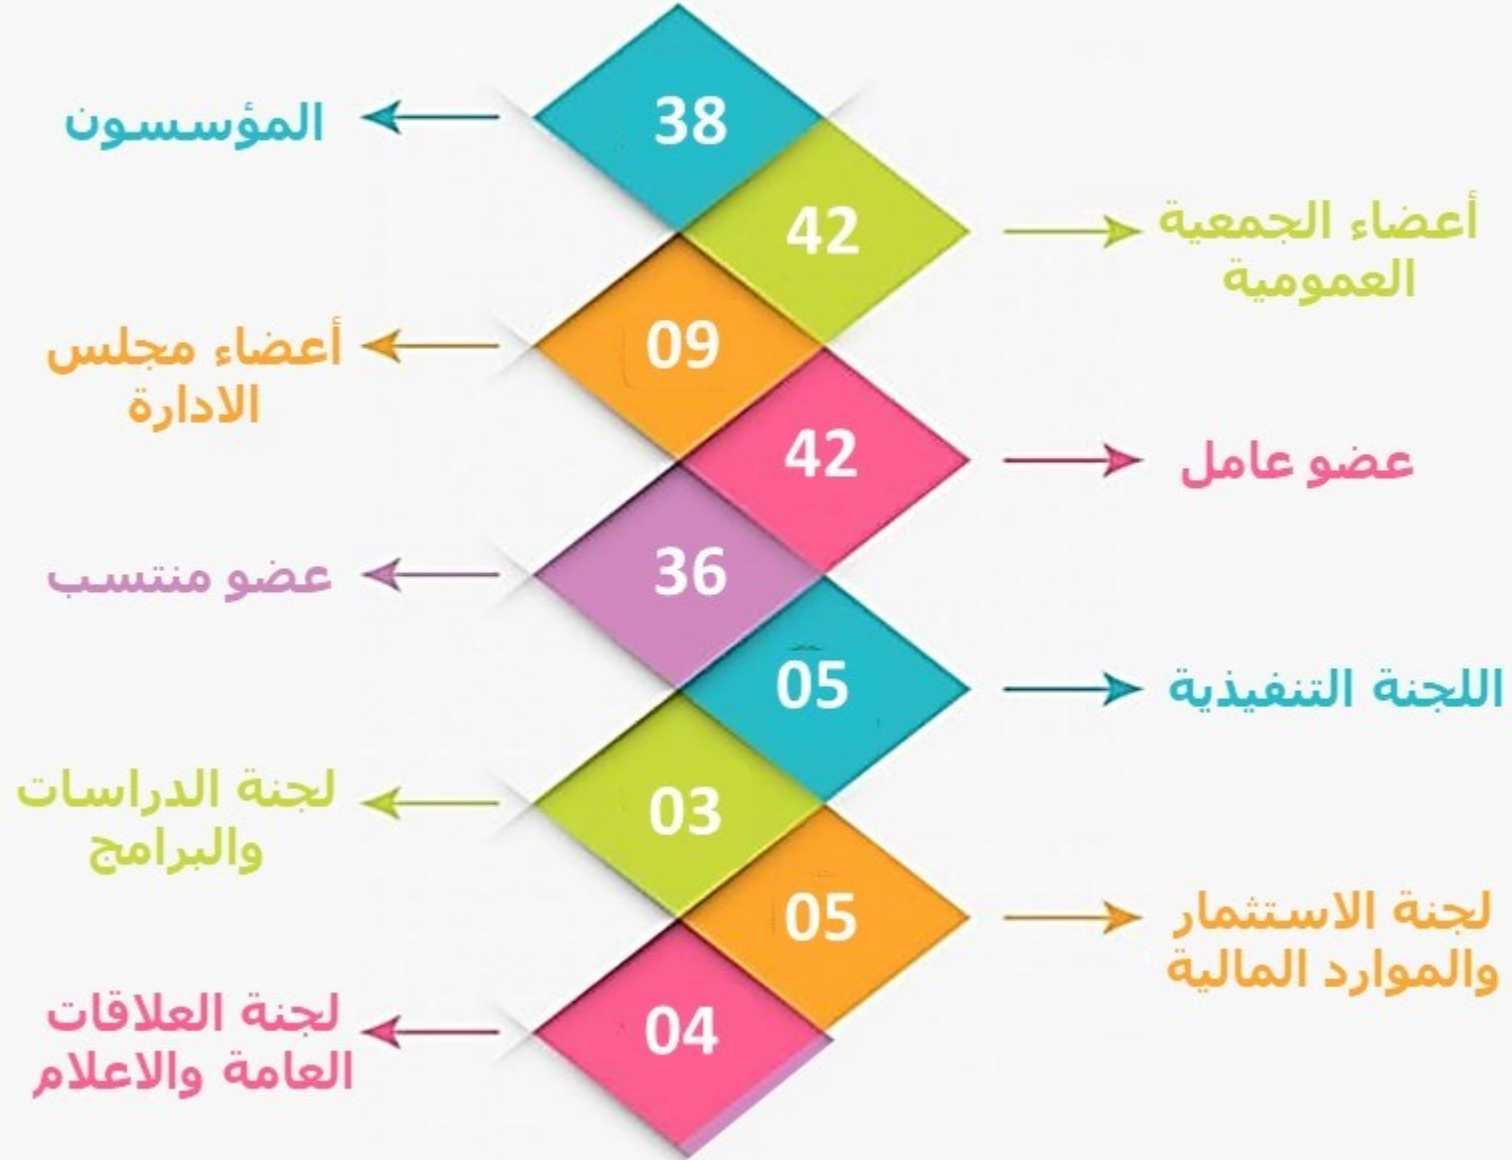 38
المؤسسون
42
أعضاء الجمعية
العمومية
09
أعضاء مجلس
الادارة
42
عضو عامل
36
عضو منتسب
05
اللجنة التنفيذية
03
لجنة الدراسات
والبرامج
05
لجنة الاستثمار
والموارد المالية
04
لجنة العلاقات
العامة والاعلام